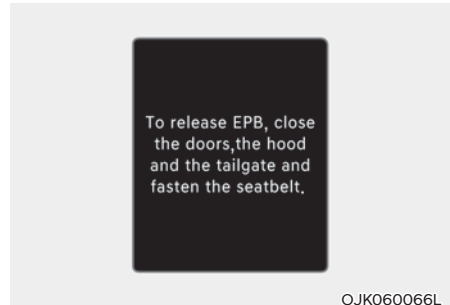 To release EPB, close
the doors,the hood
and the tailgate and
fasten the seatbelt.
OJK060066L